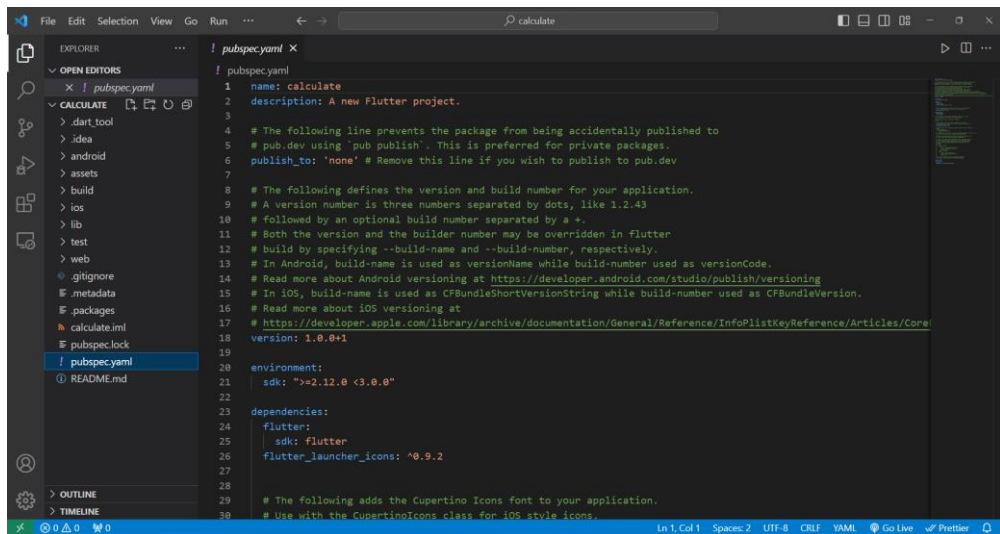 File Edit Selection View Go Run ··· calculate
EXPLORER ···
OPEN EDITORS
! pubspec.yaml
CALCULATE
.dart_tool
.idea
android
assets
build
ios
lib
test
web
.gitignore
.metadata
.packages
calculate.iml
pubspec.lock
! pubspec.yaml
README.md
OUTLINE
TIMELINE
! pubspec.yaml
! pubspec.yaml
1 name: calculate
2 description: A new Flutter project.
3
4 # The following line prevents the package from being accidentally published to
5 # pub.dev using `pub publish`. This is preferred for private packages.
6 publish_to: 'none' # Remove this line if you wish to publish to pub.dev
7
8 # The following defines the version and build number for your application.
9 # A version number is three numbers separated by dots, like 1.2.43
10 # followed by an optional build number separated by a +.
11 # Both the version and the builder number may be overridden in flutter
12 # build by specifying --build-name and --build-number, respectively.
13 # In Android, build-name is used as versionName while build-number used as versionCode.
14 # Read more about Android versioning at https://developer.android.com/studio/publish/versioning
15 # In iOS, build-name is used as CFBundleShortVersionString while build-number used as CFBundleVersion.
16 # Read more about iOS versioning at
17 # https://developer.apple.com/library/archive/documentation/General/Reference/InfoPlistKeyReference/Articles/Core
18 version: 1.0.0+1
19
20 environment:
21 sdk: ">=2.12.0 <3.0.0"
22
23 dependencies:
24 flutter:
25 sdk: flutter
26 flutter_launcher_icons: ^0.9.2
27
28
29 # The following adds the Cupertino Icons font to your application.
30 # Use with the CupertinoIcons class for iOS style icons.
0 0 0 Ln 1, Col 1 Spaces: 2 UTF-8 CRLF YAML Go Live Prettier